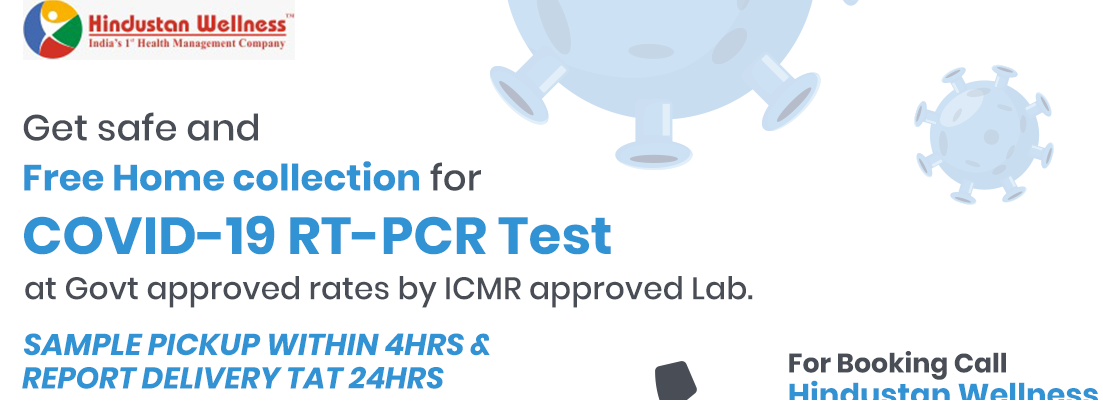 Hindustan Wellness™
India's 1st Health Management Company
Get safe and
Free Home collection for
COVID-19 RT-PCR Test
at Govt approved rates by ICMR approved Lab.
SAMPLE PICKUP WITHIN 4HRS &
REPORT DELIVERY TAT 24HRS
For Booking Call
Hindustan Wellness